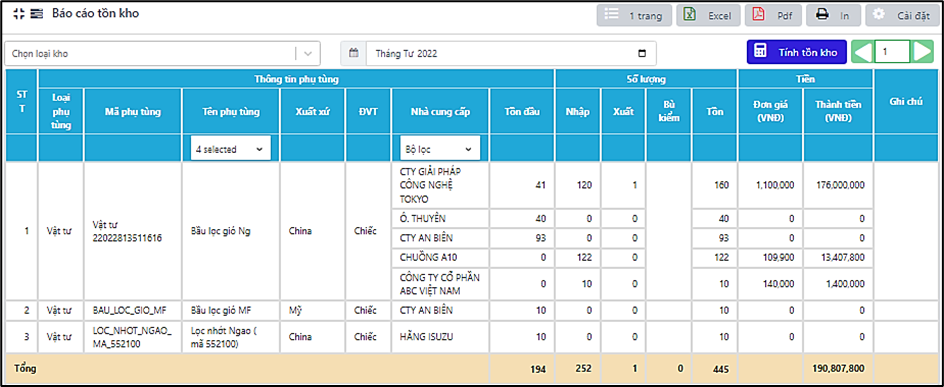 Báo cáo tồn kho
1 trang Excel Pdf In Cài đặt
Chọn loại kho Tháng Tư 2022 Tính tồn kho 1
STT Thông tin phụ tùng Số lượng Tiền Ghi chú
Loại phụ tùng Mã phụ tùng Tên phụ tùng Xuất xứ ĐVT Nhà cung cấp Tồn đầu Nhập Xuất Bù kiểm Tồn Đơn giá (VNĐ) Thành tiền (VNĐ)
4 selected Bộ lọc
1 Vật tư Vật tư 22022813511616 Bầu lọc gió Ng China Chiếc
CTY GIẢI PHÁP CÔNG NGHỆ TOKYO 41 120 1 160 1,100,000 176,000,000
Ô. THUYÊN 40 0 0 40 0 0
CTY AN BIÊN 93 0 0 93 0 0
CHUÔNG A10 0 122 0 122 109,900 13,407,800
CÔNG TY CỔ PHẦN ABC VIỆT NAM 0 10 0 10 140,000 1,400,000
2 Vật tư BAU_LOC_GIO_MF Bầu lọc gió MF Mỹ Chiếc CTY AN BIÊN 10 0 0 10 0 0
3 Vật tư LOC_NHOT_NGAO_MA_552100 Lọc nhớt Ngao ( mã 552100) China Chiếc HÃNG ISUZU 10 0 0 10 0 0
Tổng 194 252 1 0 445 190,807,800